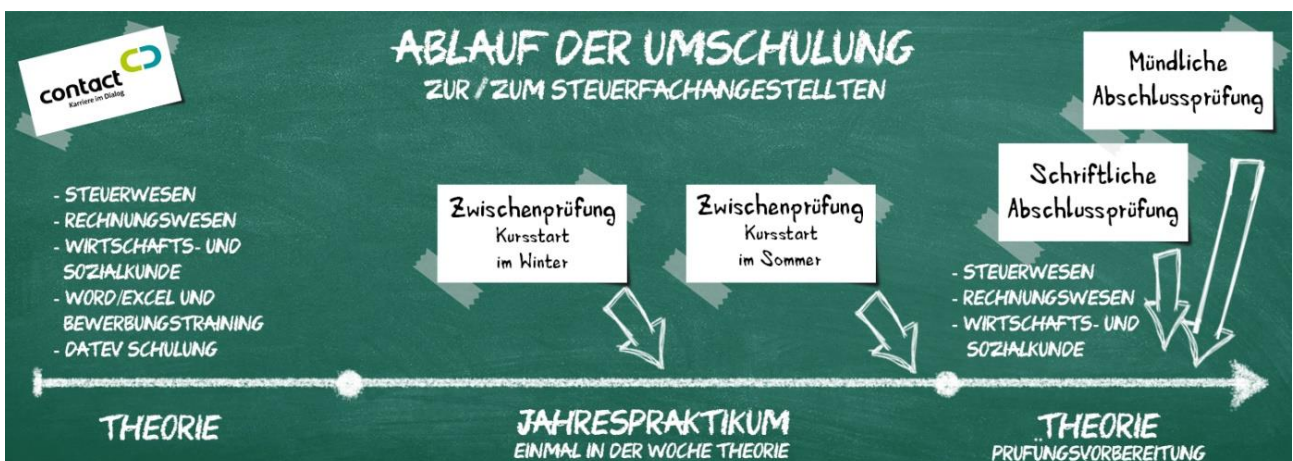 contact
Karriere im Dialog
ABLAUF DER UMSCHULUNG
ZUR / ZUM STEUERFACHANGESTELLTEN
- STEUERWESEN
- RECHNUNGSWESEN
- WIRTSCHAFTS- UND
SOZIALKUNDE
- WORD/EXCEL UND
BEWERBUNGSTRAINING
- DATEV SCHULUNG
Zwischenprüfung
Kursstart
im Winter
Zwischenprüfung
Kursstart
im Sommer
Mündliche
Abschlussprüfung
Schriftliche
Abschlussprüfung
- STEUERWESEN
- RECHNUNGSWESEN
- WIRTSCHAFTS- UND
SOZIALKUNDE
THEORIE
JAHRESPRAKTIKUM
EINMAL IN DER WOCHE THEORIE
THEORIE
PRÜFUNGSVORBEREITUNG